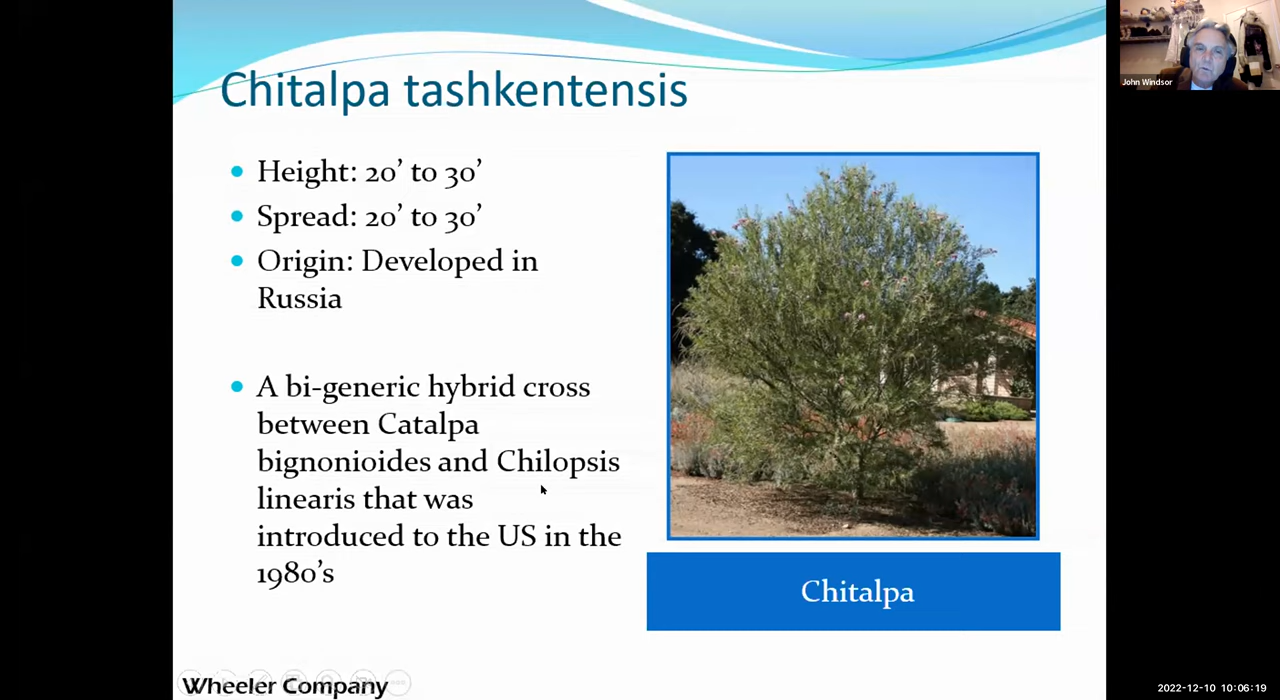 Chitalpa tashkentensis
John Windsor
Height: 20’ to 30’
Spread: 20’ to 30’
Origin: Developed in
Russia
A bi-generic hybrid cross
between Catalpa
bignonioides and Chilopsis
linearis that was
introduced to the US in the
1980’s
Chitalpa
Wheeler Company
2022-12-10 10:06:19